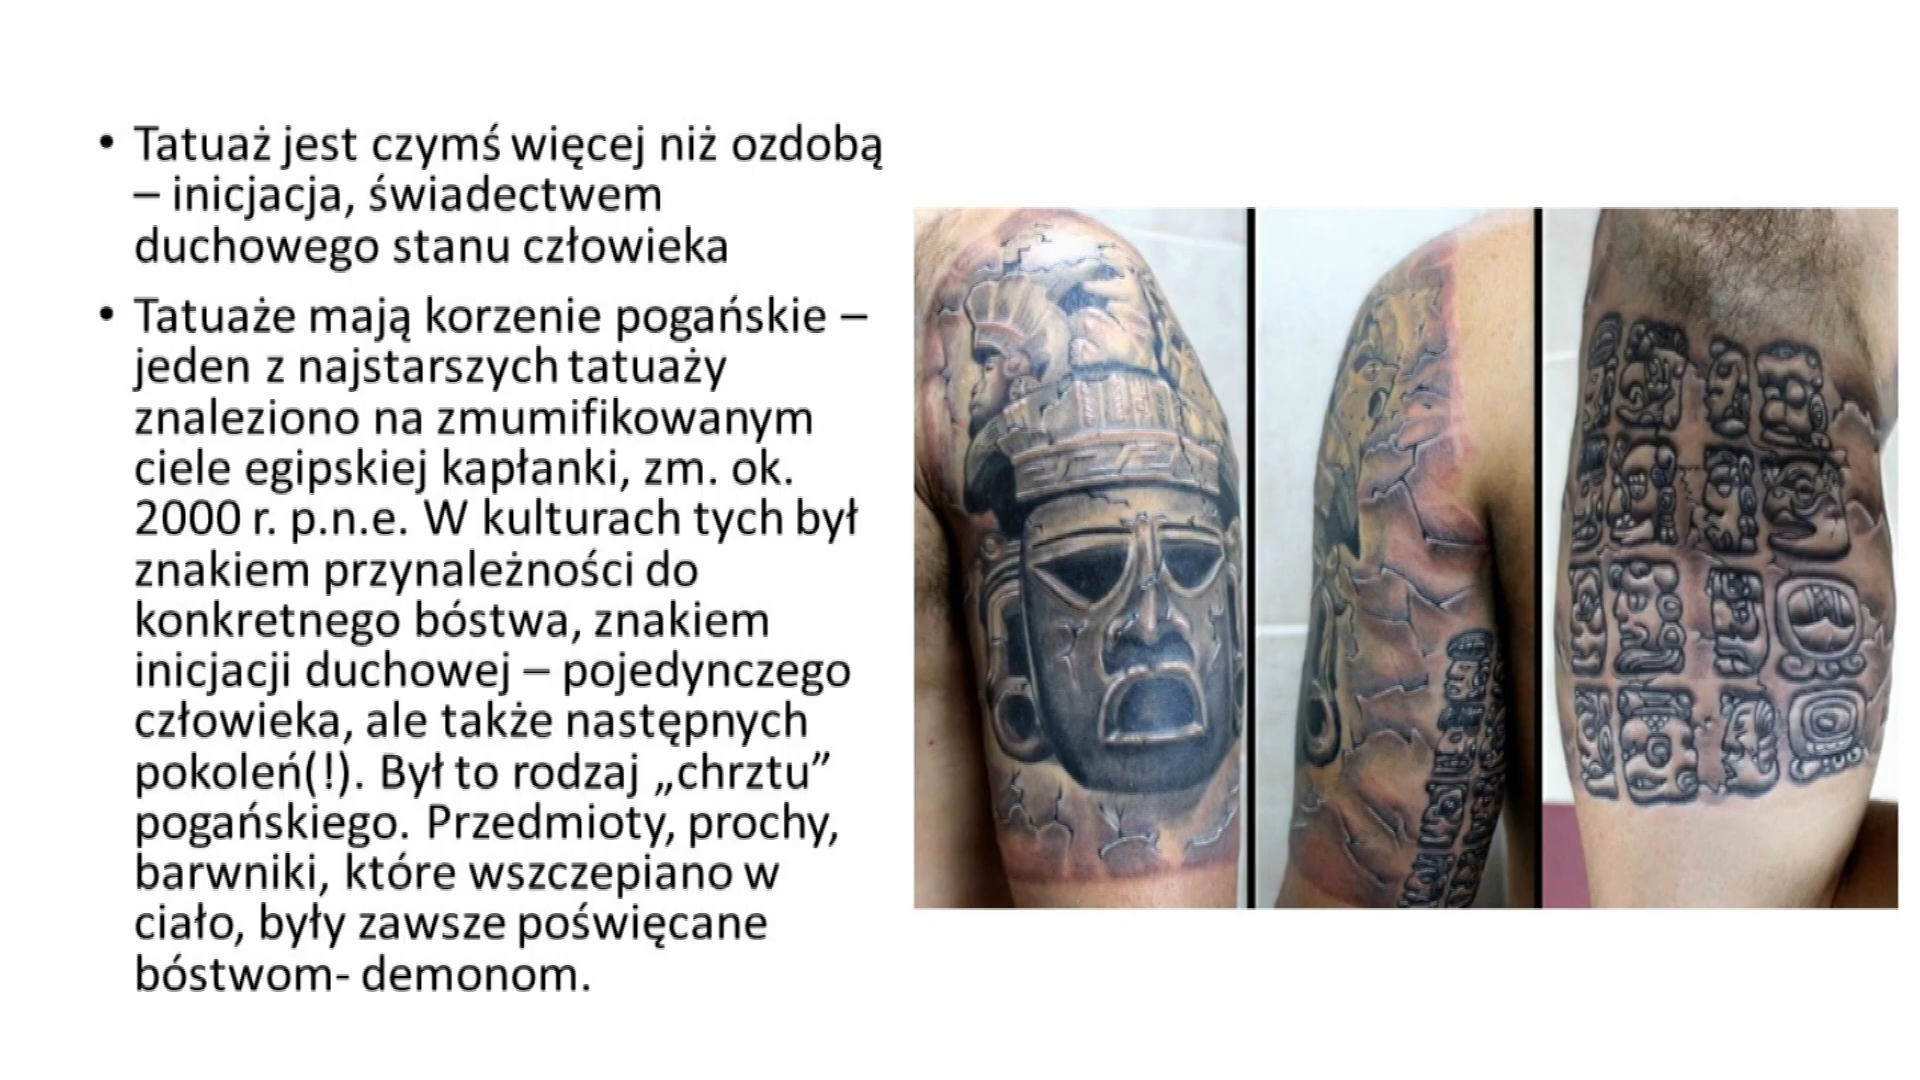 • Tatuaż jest czymś więcej niż ozdobą
– inicjacja, świadectwem
duchowego stanu człowieka
• Tatuaże mają korzenie pogańskie –
jeden z najstarszych tatuaży
znaleziono na zmumifikowanym
ciele egipskiej kapłanki, zm. ok.
2000 r. p.n.e. W kulturach tych był
znakiem przynależności do
konkretnego bóstwa, znakiem
inicjacji duchowej – pojedynczego
człowieka, ale także następnych
pokoleń(!). Był to rodzaj „chrztu”
pogańskiego. Przedmioty, prochy,
barwniki, które wszczepiano w
ciało, były zawsze poświęcane
bóstwom- demonom.